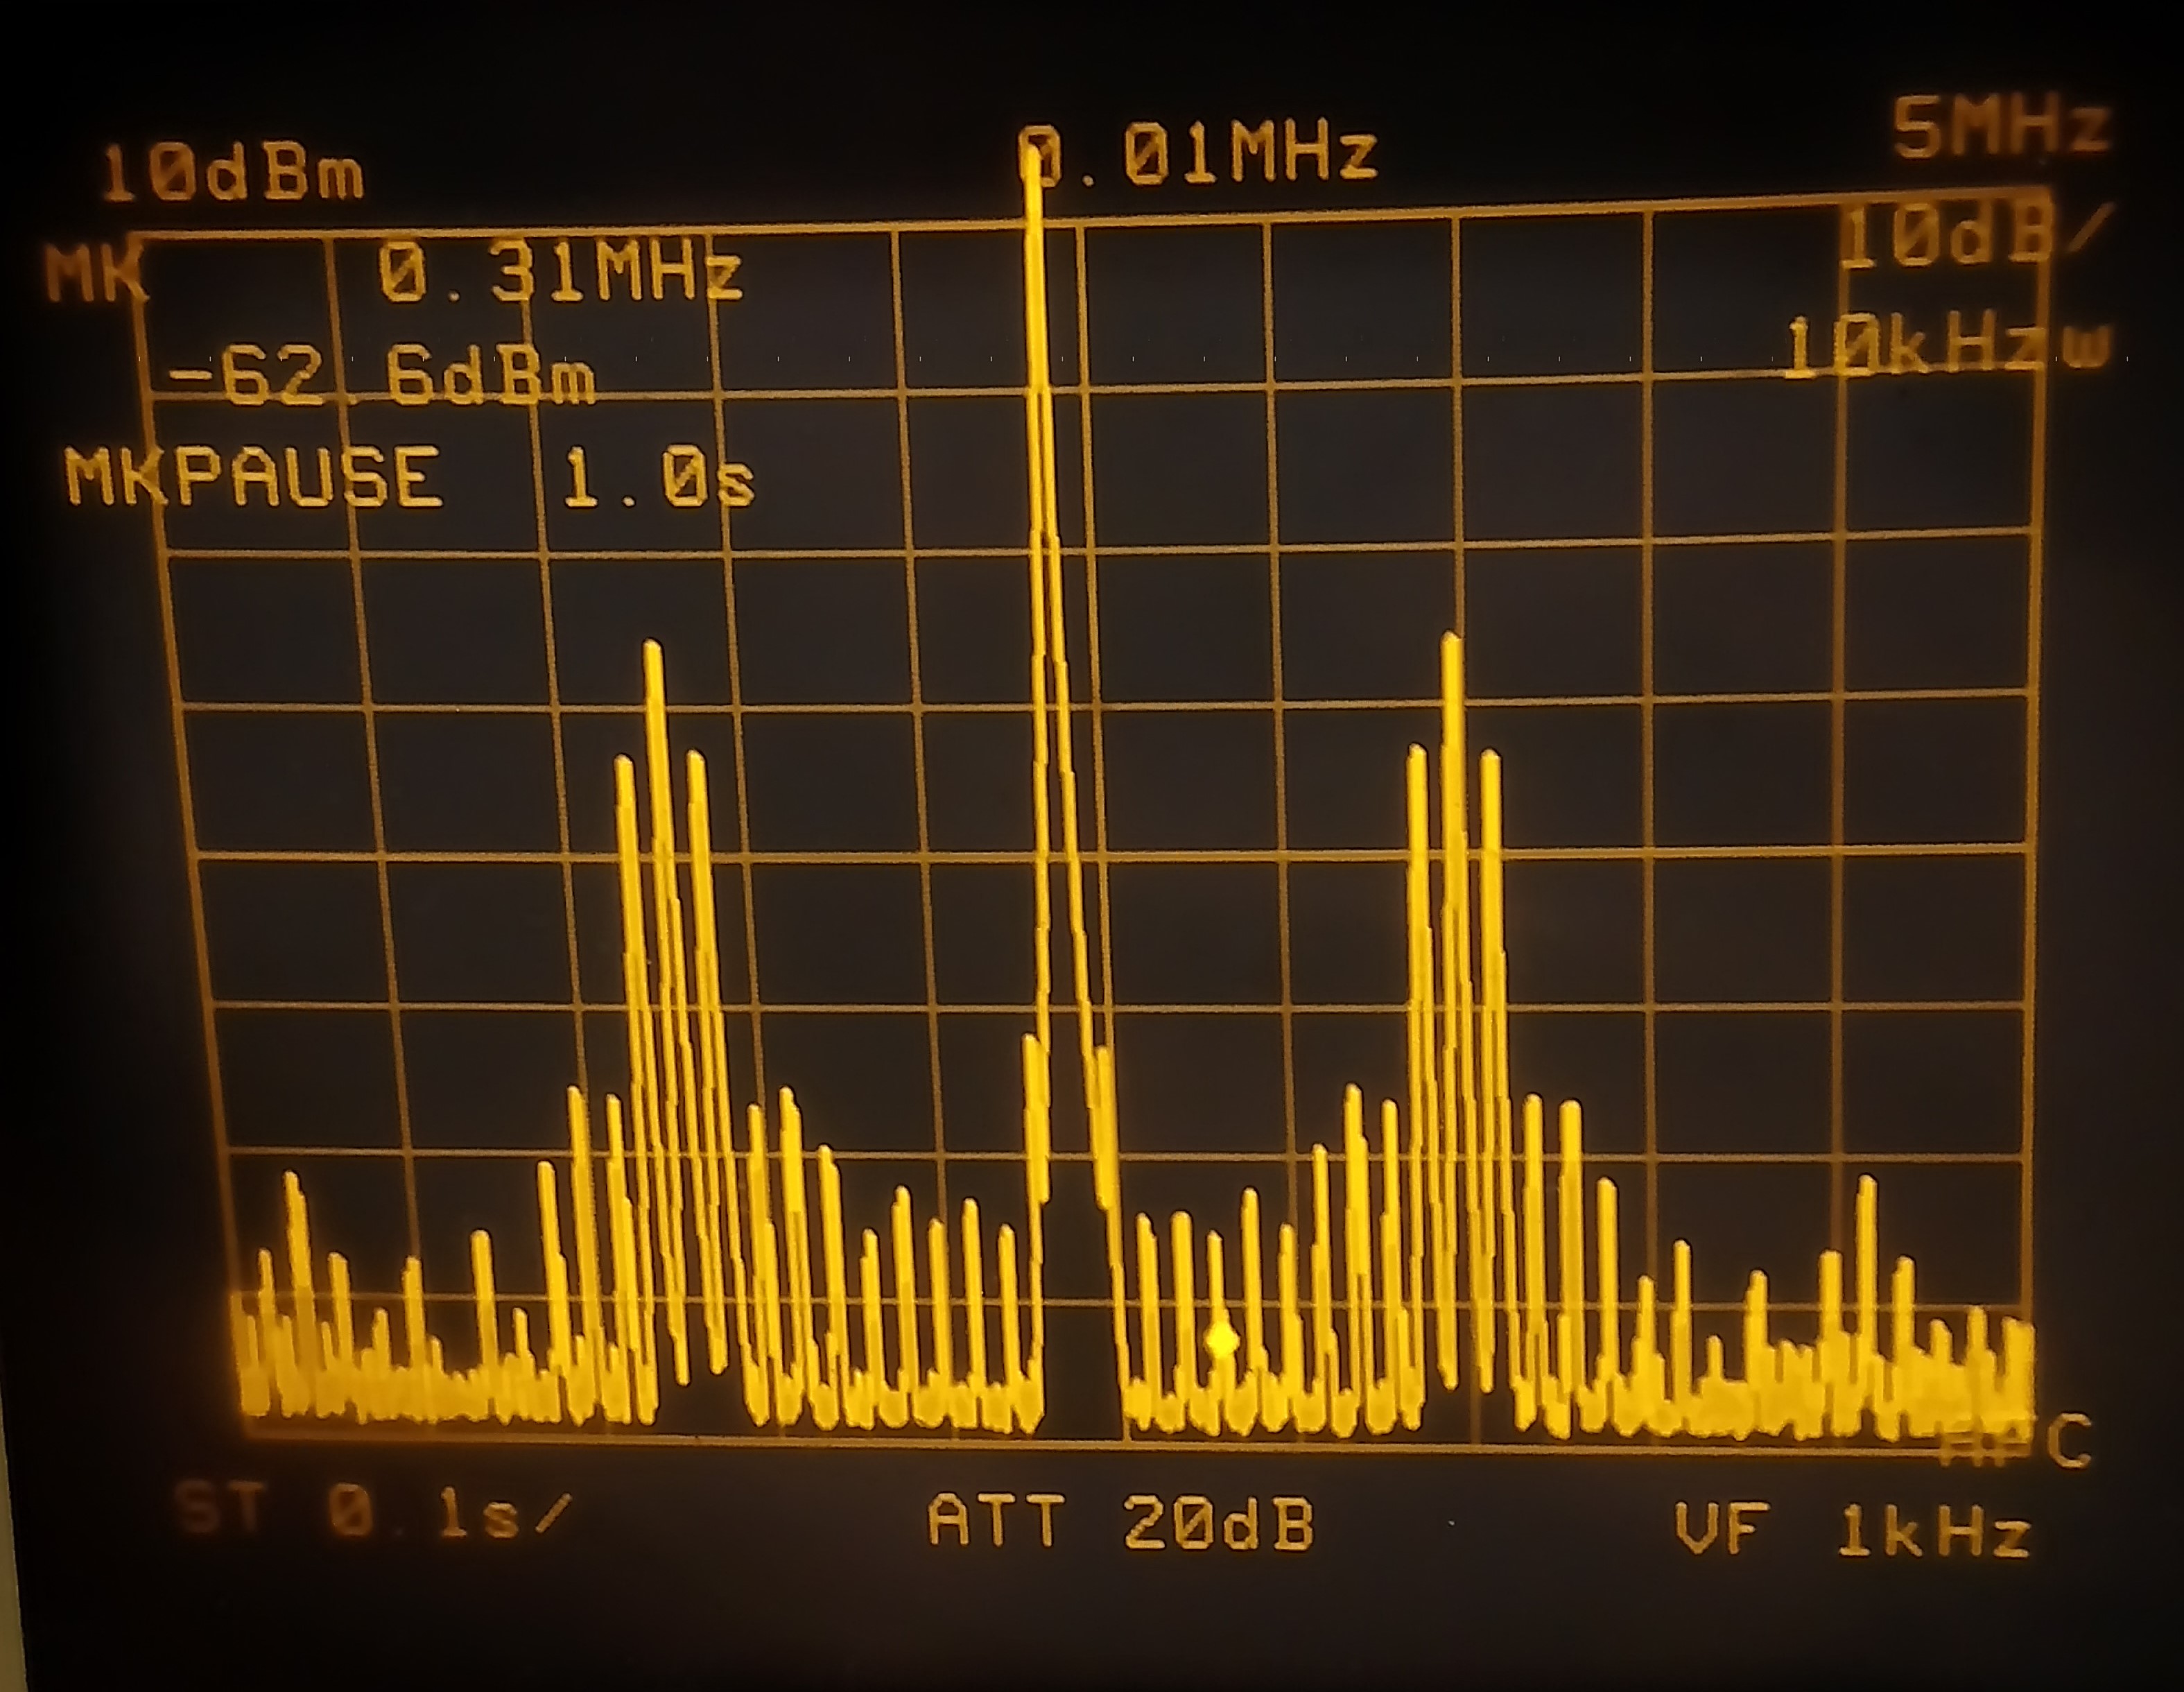 10dBm 0.01MHz 5MHz
MK 0.31MHz 10dB/
-62.6dBm 10kHzw
MKPAUSE 1.0s
AFC
ST 0.1s/ ATT 20dB VF 1kHz